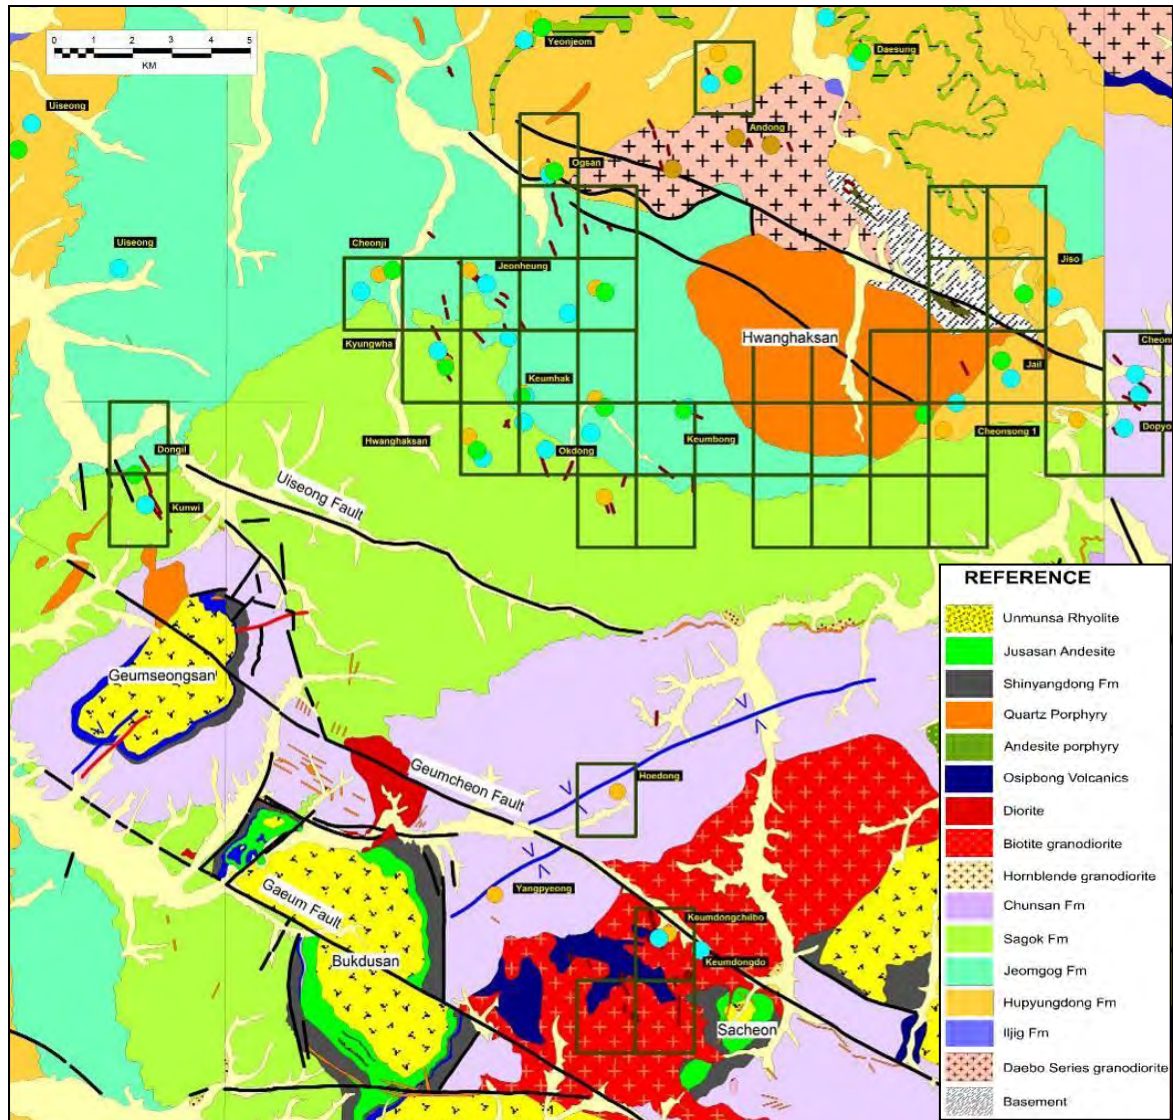 0 1 2 3 4 5
KM
Yeonjeom
Daesung
Uiseong
Andong
Ogsan
Uiseong
Cheonji
Jeonheung
Jiso
Hwanghaksan
Kyungwha
Cheon
Jail
Keumhak
Hwanghaksan
Okdong
Keumbong
Cheonsong 1
Dopyo
Dongil
Kunwi
Uiseong Fault
Geumseongsan
Geumcheon Fault
Hoedong
Gaeum Fault
Yangpyeong
Bukdusan
Keumdongchilbo
Keumdongdo
Sacheon
REFERENCE
Unmunsa Rhyolite
Jusasan Andesite
Shinyangdong Fm
Quartz Porphyry
Andesite porphyry
Osipbong Volcanics
Diorite
Biotite granodiorite
Hornblende granodiorite
Chunsan Fm
Sagok Fm
Jeomgog Fm
Hupyungdong Fm
Iljig Fm
Daebo Series granodiorite
Basement